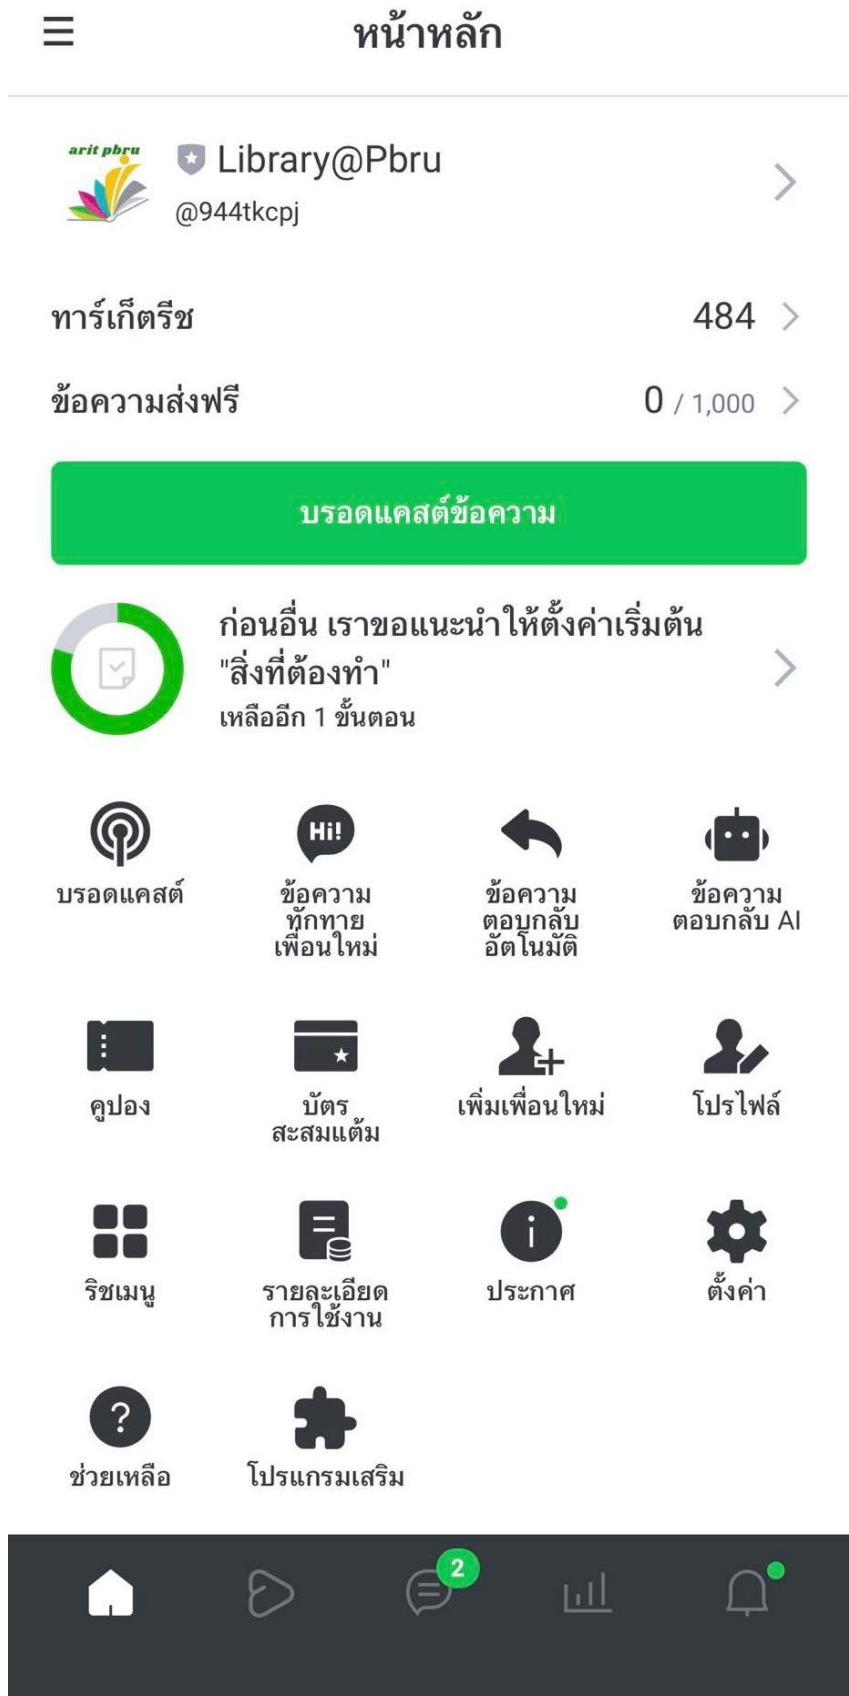 หน้าหลัก
arit pbru
Library@Pbru
@944tkcpj
ทาร์เก็ตรีช 484
ข้อความส่งฟรี 0 / 1,000
บรอดแคสต์ข้อความ
ก่อนอื่น เราขอแนะนำให้ตั้งค่าเริ่มต้น
"สิ่งที่ต้องทำ"
เหลืออีก 1 ขั้นตอน
Hi!
บรอดแคสต์
ข้อความ
ทักทาย
เพื่อนใหม่
ข้อความ
ตอบกลับ
อัตโนมัติ
ข้อความ
ตอบกลับ AI
คูปอง
บัตร
สะสมแต้ม
เพิ่มเพื่อนใหม่
โปรไฟล์
ริชเมนู
รายละเอียด
การใช้งาน
ประกาศ
ตั้งค่า
ช่วยเหลือ
โปรแกรมเสริม
2